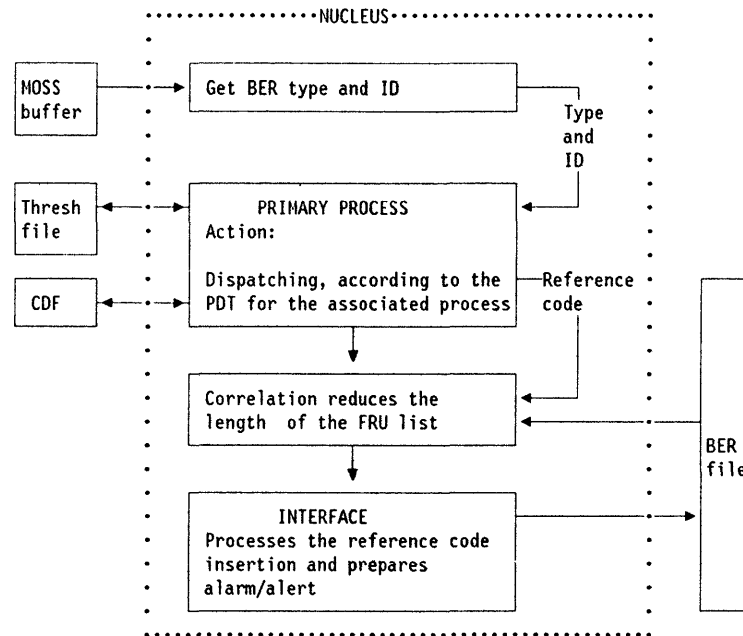 NUCLEUS
MOSS
buffer
Get BER type and ID
Type
and
ID
Thresh
file
PRIMARY PROCESS
Action:
Dispatching, according to the
PDT for the associated process
CDF
Reference
code
Correlation reduces the
length of the FRU list
BER
file
INTERFACE
Processes the reference code
insertion and prepares
alarm/alert